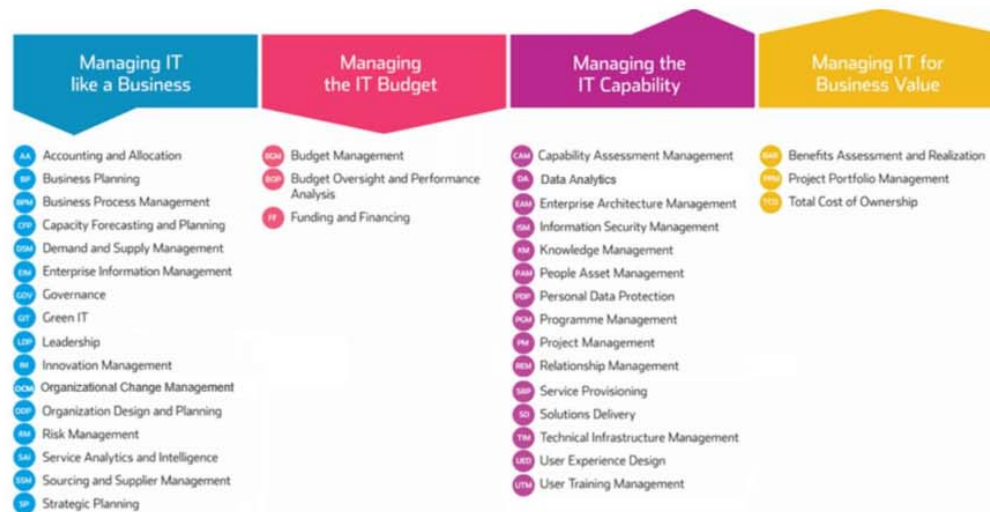 Managing IT
like a Business
AA Accounting and Allocation
BP Business Planning
BPM Business Process Management
CFP Capacity Forecasting and Planning
DSM Demand and Supply Management
EIM Enterprise Information Management
GOV Governance
GIT Green IT
LDP Leadership
IM Innovation Management
OCM Organizational Change Management
ODP Organization Design and Planning
RM Risk Management
SAI Service Analytics and Intelligence
SSM Sourcing and Supplier Management
SP Strategic Planning
Managing
the IT Budget
BGM Budget Management
BOP Budget Oversight and Performance
Analysis
FF Funding and Financing
Managing the
IT Capability
CAM Capability Assessment Management
DA Data Analytics
EAM Enterprise Architecture Management
ISM Information Security Management
KM Knowledge Management
PAM People Asset Management
PDP Personal Data Protection
PGM Programme Management
PM Project Management
REM Relationship Management
SRP Service Provisioning
SD Solutions Delivery
TIM Technical Infrastructure Management
UED User Experience Design
UTM User Training Management
Managing IT for
Business Value
BAR Benefits Assessment and Realization
PPM Project Portfolio Management
TCO Total Cost of Ownership